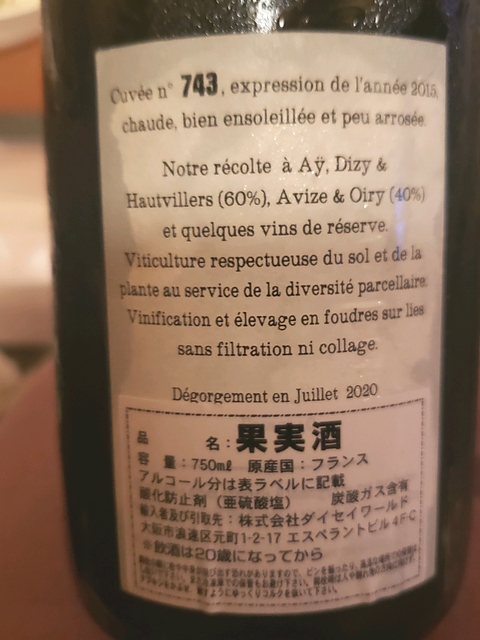 Cuvée n° 743, expression de l'année 2015,
chaude, bien ensoleillée et peu arrosée.
Notre récolte à Aÿ, Dizy &
Hautvillers (60%), Avize & Oiry (40%)
et quelques vins de réserve.
Viticulture respectueuse du sol et de la
plante au service de la diversité parcellaire.
Vinification et élevage en foudres sur lies
sans filtration ni collage.
Dégorgement en Juillet 2020
品 名：果実酒
容 量：750mℓ 原産国：フランス
アルコール分は表ラベルに記載
酸化防止剤（亜硫酸塩） 炭酸ガス含有
輸入者及び引取先：株式会社ダイセイワールド
大阪市浪速区元町1-2-17 エスペラントビル4FC
※飲酒は20歳になってから